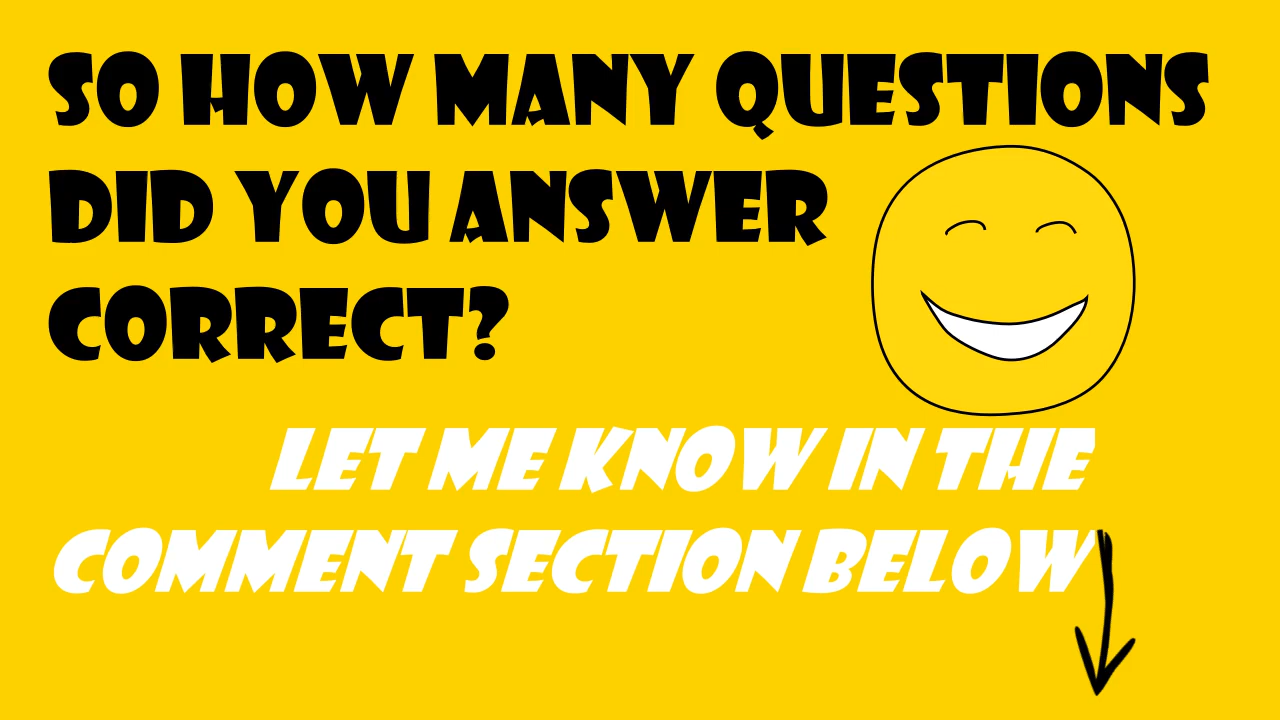 SO HOW MANY QUESTIONS
DID YOU ANSWER
CORRECT?
LET ME KNOW IN THE
COMMENT SECTION BELOW